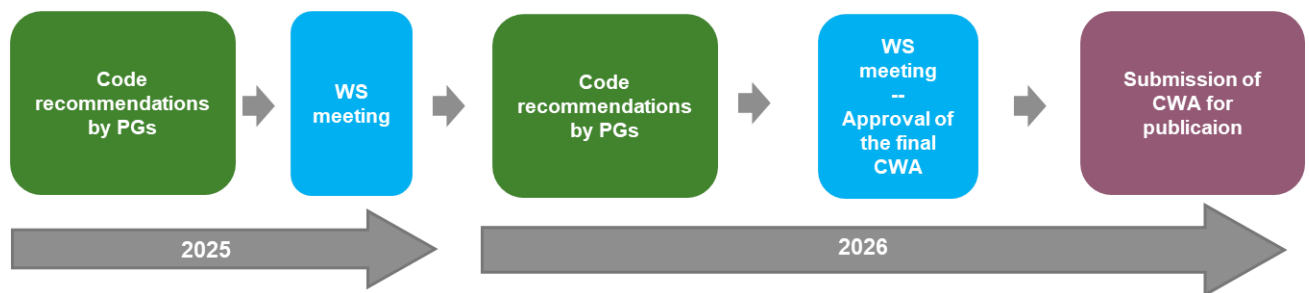 Code
recommendations
by PGs
WS
meeting
Code
recommendations
by PGs
WS
meeting
--
Approval of
the final
CWA
Submission of
CWA for
publicaion
2025
2026